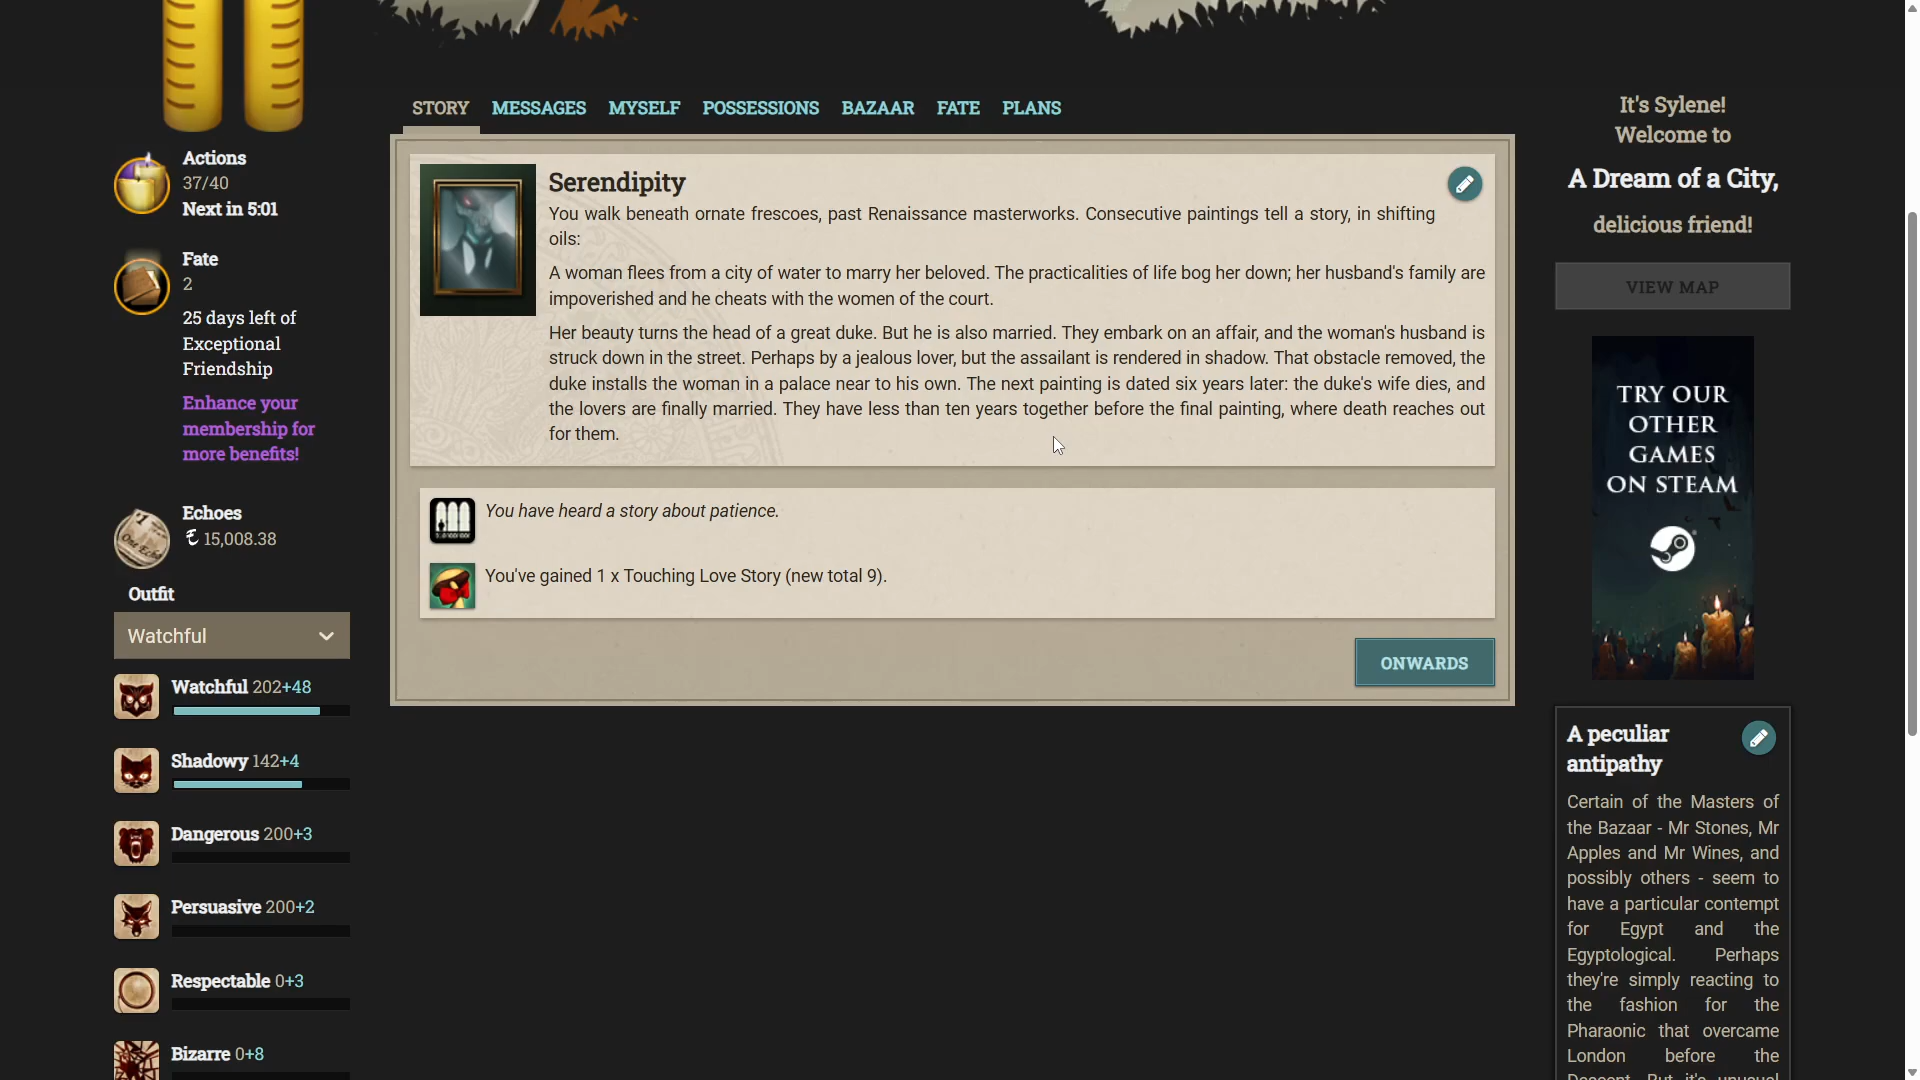 STORY
MESSAGES
MYSELF
POSSESSIONS
BAZAAR
FATE
PLANS
Actions
37/40
Next in 5:01
Fate
2
25 days left of
Exceptional
Friendship
Enhance your
membership for
more benefits!
Echoes
15,008.38
Outfit
Watchful
Watchful 202+48
Shadowy 142+4
Dangerous 200+3
Persuasive 200+2
Respectable 0+3
Bizarre 0+8
Serendipity
You walk beneath ornate frescoes, past Renaissance masterworks. Consecutive paintings tell a story, in shifting
oils:
A woman flees from a city of water to marry her beloved. The practicalities of life bog her down; her husband's family are
impoverished and he cheats with the women of the court.
Her beauty turns the head of a great duke. But he is also married. They embark on an affair, and the woman's husband is
struck down in the street. Perhaps by a jealous lover, but the assailant is rendered in shadow. That obstacle removed, the
duke installs the woman in a palace near to his own. The next painting is dated six years later: the duke's wife dies, and
the lovers are finally married. They have less than ten years together before the final painting, where death reaches out
for them.
You have heard a story about patience.
You've gained 1 x Touching Love Story (new total 9).
ONWARDS
It's Sylene!
Welcome to
A Dream of a City,
delicious friend!
VIEW MAP
TRY OUR
OTHER
GAMES
ON STEAM
A peculiar
antipathy
Certain of the Masters of
the Bazaar - Mr Stones, Mr
Apples and Mr Wines, and
possibly others - seem to
have a particular contempt
for Egypt and the
Egyptological. Perhaps
they're simply reacting to
the fashion for the
Pharaonic that overcame
London before the
Descent. But it's unusual